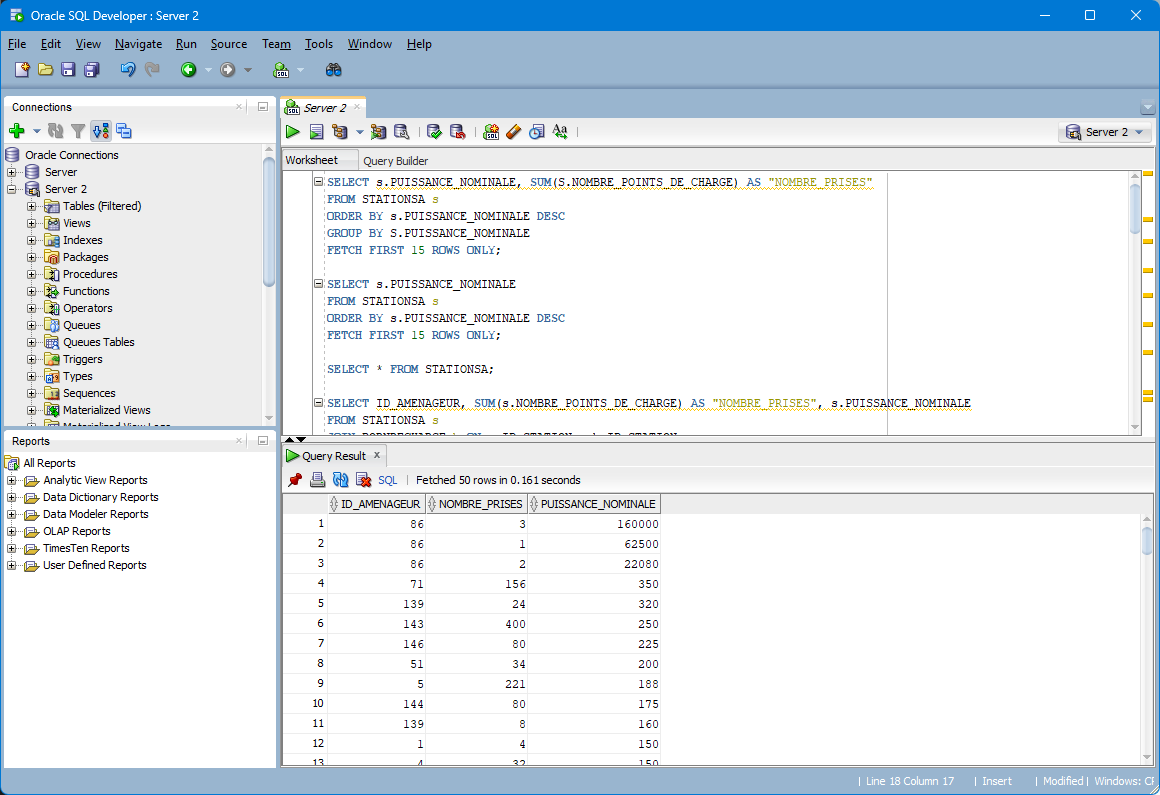 Oracle SQL Developer : Server 2
File Edit View Navigate Run Source Team Tools Window Help
Connections
Oracle Connections
Server
Server 2
Tables (Filtered)
Views
Indexes
Packages
Procedures
Functions
Operators
Queues
Queues Tables
Triggers
Types
Sequences
Materialized Views
Materialized View Logs
Reports
All Reports
Analytic View Reports
Data Dictionary Reports
Data Modeler Reports
OLAP Reports
TimesTen Reports
User Defined Reports
Server 2
Server 2
Worksheet Query Builder
SELECT s.PUISSANCE_NOMINALE, SUM(S.NOMBRE_POINTS_DE_CHARGE) AS "NOMBRE_PRISES"
FROM STATIONSA s
ORDER BY s.PUISSANCE_NOMINALE DESC
GROUP BY S.PUISSANCE_NOMINALE
FETCH FIRST 15 ROWS ONLY;
SELECT s.PUISSANCE_NOMINALE
FROM STATIONSA s
ORDER BY s.PUISSANCE_NOMINALE DESC
FETCH FIRST 15 ROWS ONLY;
SELECT * FROM STATIONSA;
SELECT ID_AMENAGEUR, SUM(s.NOMBRE_POINTS_DE_CHARGE) AS "NOMBRE_PRISES", s.PUISSANCE_NOMINALE
FROM STATIONSA s
Query Result
SQL | Fetched 50 rows in 0.161 seconds
ID_AMENAGEUR NOMBRE_PRISES PUISSANCE_NOMINALE
1 86 3 160000
2 86 1 62500
3 86 2 22080
4 71 156 350
5 139 24 320
6 143 400 250
7 146 80 225
8 51 34 200
9 5 221 188
10 144 80 175
11 139 8 160
12 1 4 150
13 4 32 150
| Line 18 Column 17 | Insert | Modified | Windows: CF